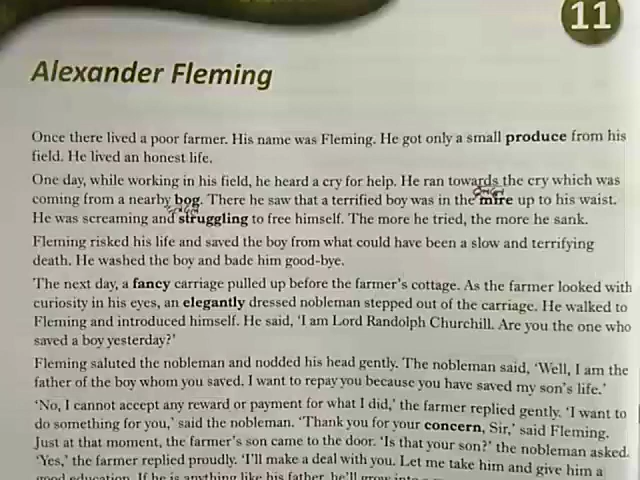 11
Alexander Fleming
Once there lived a poor farmer. His name was Fleming. He got only a small produce from his
field. He lived an honest life.
One day, while working in his field, he heard a cry for help. He ran towards the cry which was
coming from a nearby bog. There he saw that a terrified boy was in the mire up to his waist.
He was screaming and struggling to free himself. The more he tried, the more he sank.
Fleming risked his life and saved the boy from what could have been a slow and terrifying
death. He washed the boy and bade him good-bye.
The next day, a fancy carriage pulled up before the farmer's cottage. As the farmer looked with
curiosity in his eyes, an elegantly dressed nobleman stepped out of the carriage. He walked to
Fleming and introduced himself. He said, 'I am Lord Randolph Churchill. Are you the one who
saved a boy yesterday?'
Fleming saluted the nobleman and nodded his head gently. The nobleman said, 'Well, I am the
father of the boy whom you saved. I want to repay you because you have saved my son's life.'
'No, I cannot accept any reward or payment for what I did,' the farmer replied gently. 'I want to
do something for you,' said the nobleman. 'Thank you for your concern, Sir,' said Fleming.
Just at that moment, the farmer's son came to the door. 'Is that your son?' the nobleman asked.
'Yes,' the farmer replied proudly. 'I'll make a deal with you. Let me take him and give him a
good education. If he is anything like his father, he'll grow into